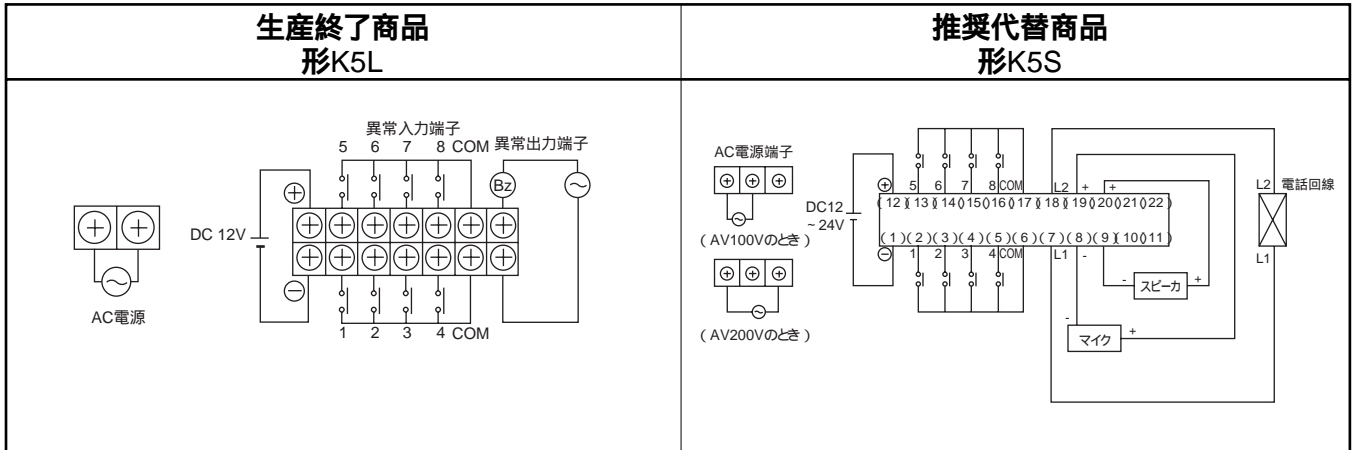 生産終了商品
形K5L
推奨代替商品
形K5S
異常入力端子
5 6 7 8 COM 異常出力端子
Bz
DC 12V
AC電源
1 2 3 4 COM
AC電源端子
(AV100Vのとき)
(AV200Vのとき)
DC12
~24V
5 6 7 8 COM L2 + +
(12)(13)(14)(15)(16)(17)(18)(19)(20)(21)(22)
(1)(2)(3)(4)(5)(6)(7)(8)(9)(10)(11)
1 2 3 4 COM L1 -
- スピーカ +
-
マイク +
L2 電話回線
L1